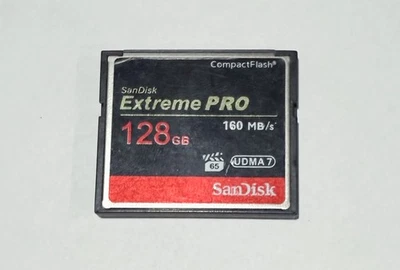 CompactFlash®
SanDisk
Extreme PRO
128GB 160 MB/s*
65 UDMA 7
SanDisk